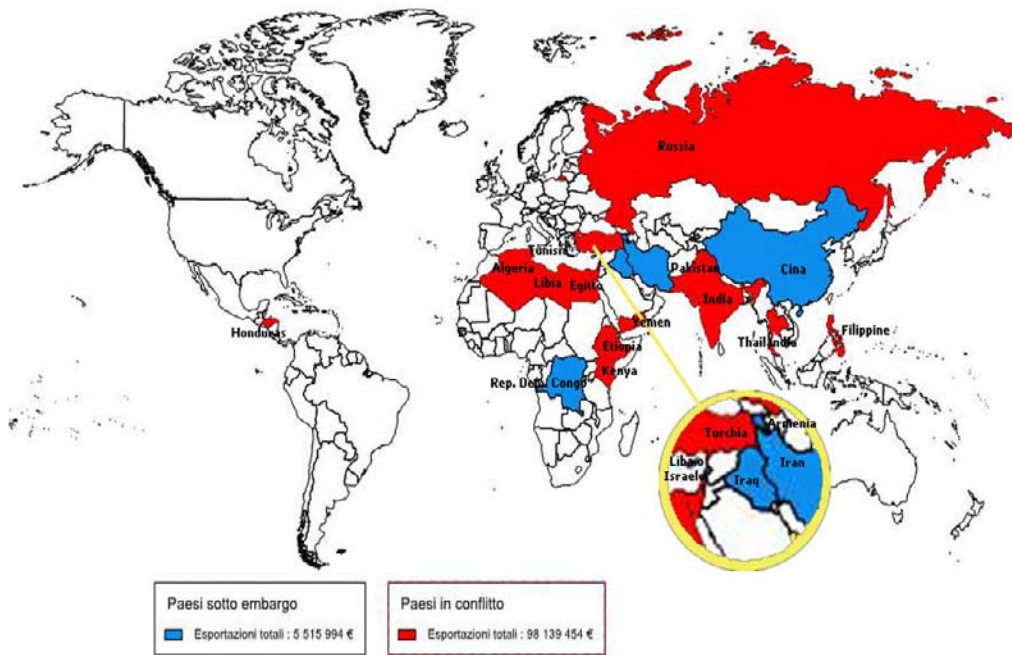 Russia
Tunisia
Algeria
Libia
Egitto
Pakistan
Cina
India
Honduras
Yemen
Filippine
Thailandia
Etiopia
Kenya
Rep. Dem. Congo
Armenia
Turchia
Libano
Israele
Iraq
Iran
Paesi sotto embargo
Esportazioni totali : 5 515 994 €
Paesi in conflitto
Esportazioni totali : 98 139 454 €